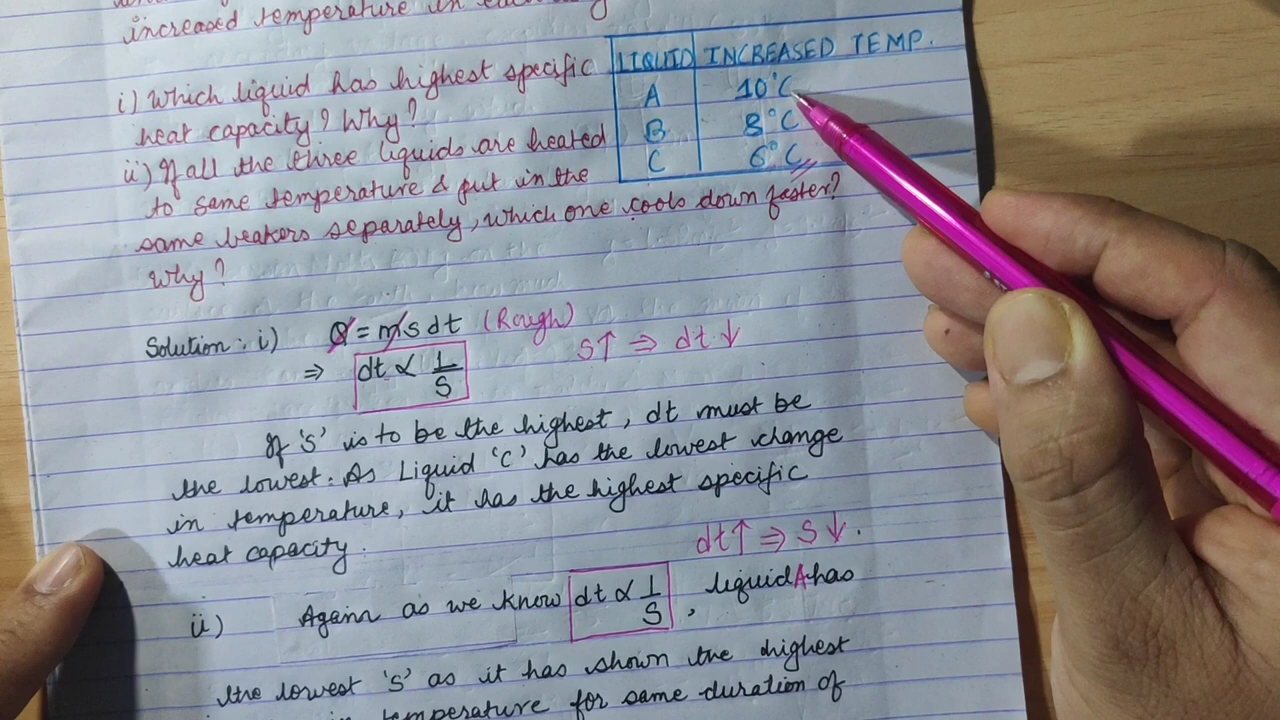 increased temperature in
i) Which liquid has highest specific
heat capacity? Why?
ii) If all the three liquids are heated
to same temperature & put in the
same beakers separately, which one cools down faster?
Why?
LIQUID INCREASED TEMP.
A 10°C
B 8°C
C 6°C
Solution: i) Q = m s dt (Rough)
s↑ ⇒ dt ↓
⇒ dt ∝ 1/S
If 's' is to be the highest, dt must be
the lowest. As Liquid 'C' has the lowest change
in temperature, it has the highest specific
heat capacity.
dt↑ ⇒ S↓.
ii) Again as we know dt ∝ 1/S, liquid A has
the lowest 's' as it has shown the highest
in temperature for same duration of